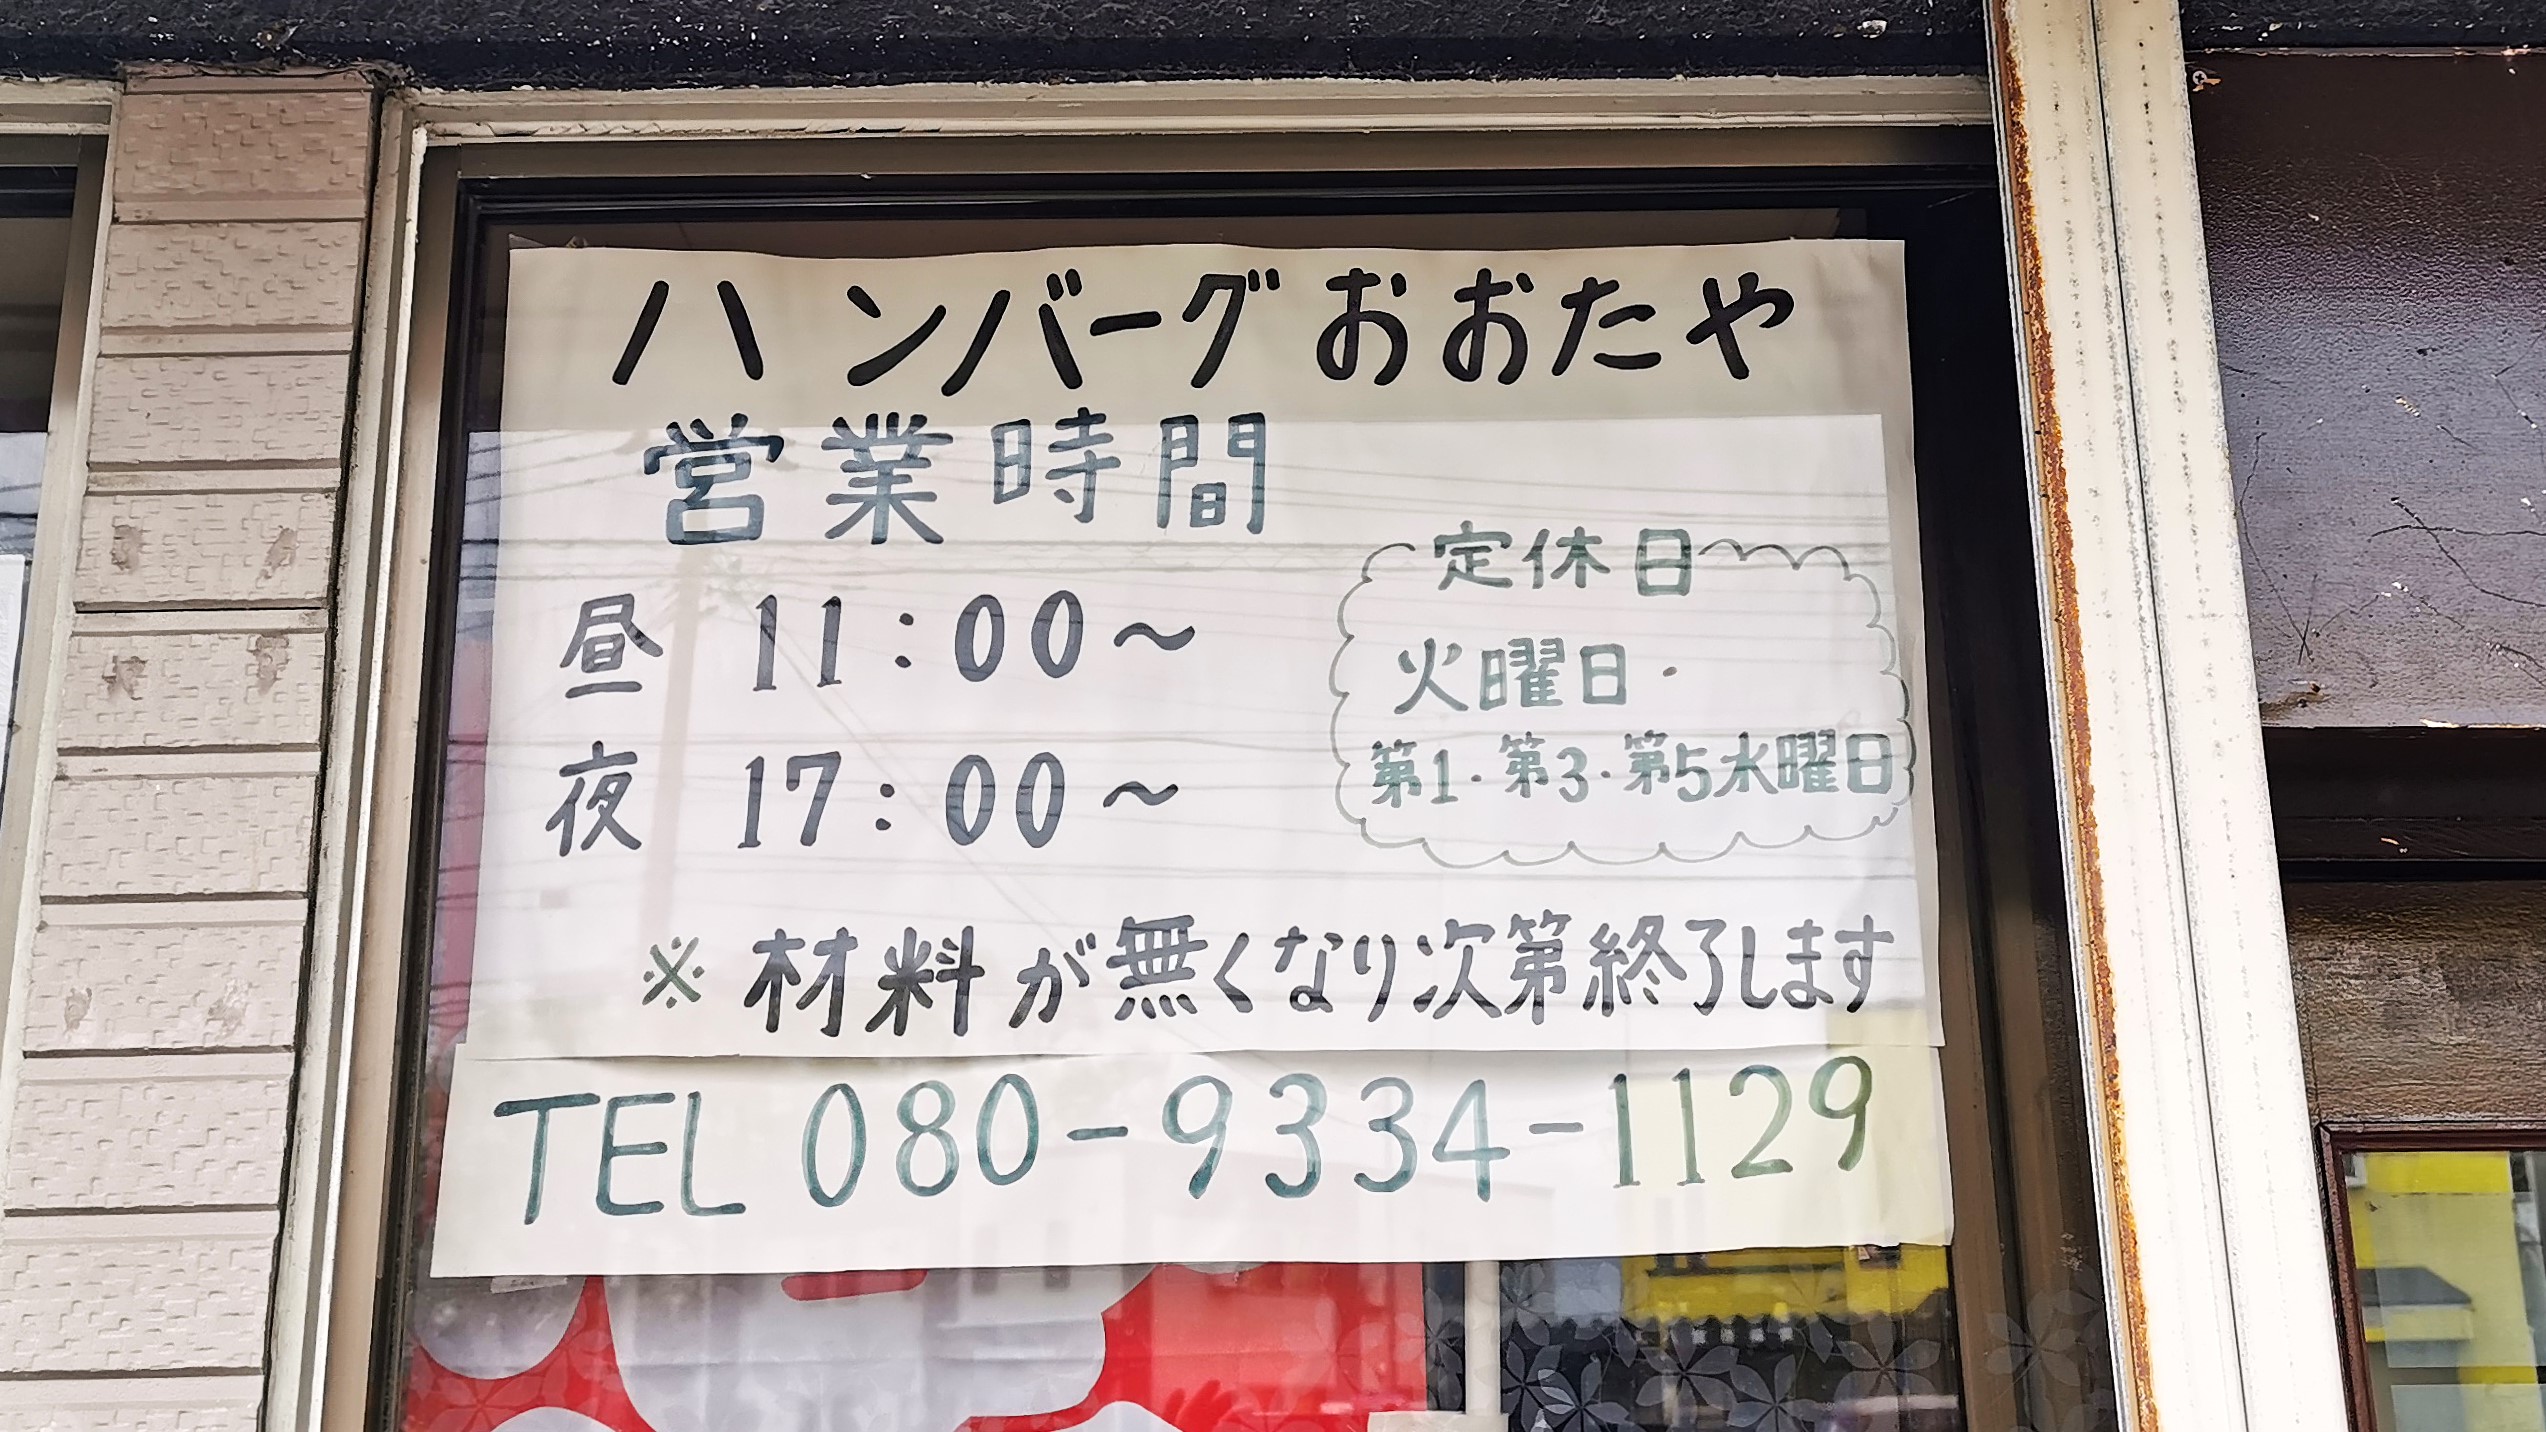 ハンバーグおおたや
営業時間
昼 11:00〜
夜 17:00〜
定休日
火曜日・
第1・第3・第5水曜日
※材料が無くなり次第終了します
TEL 080-9334-1129